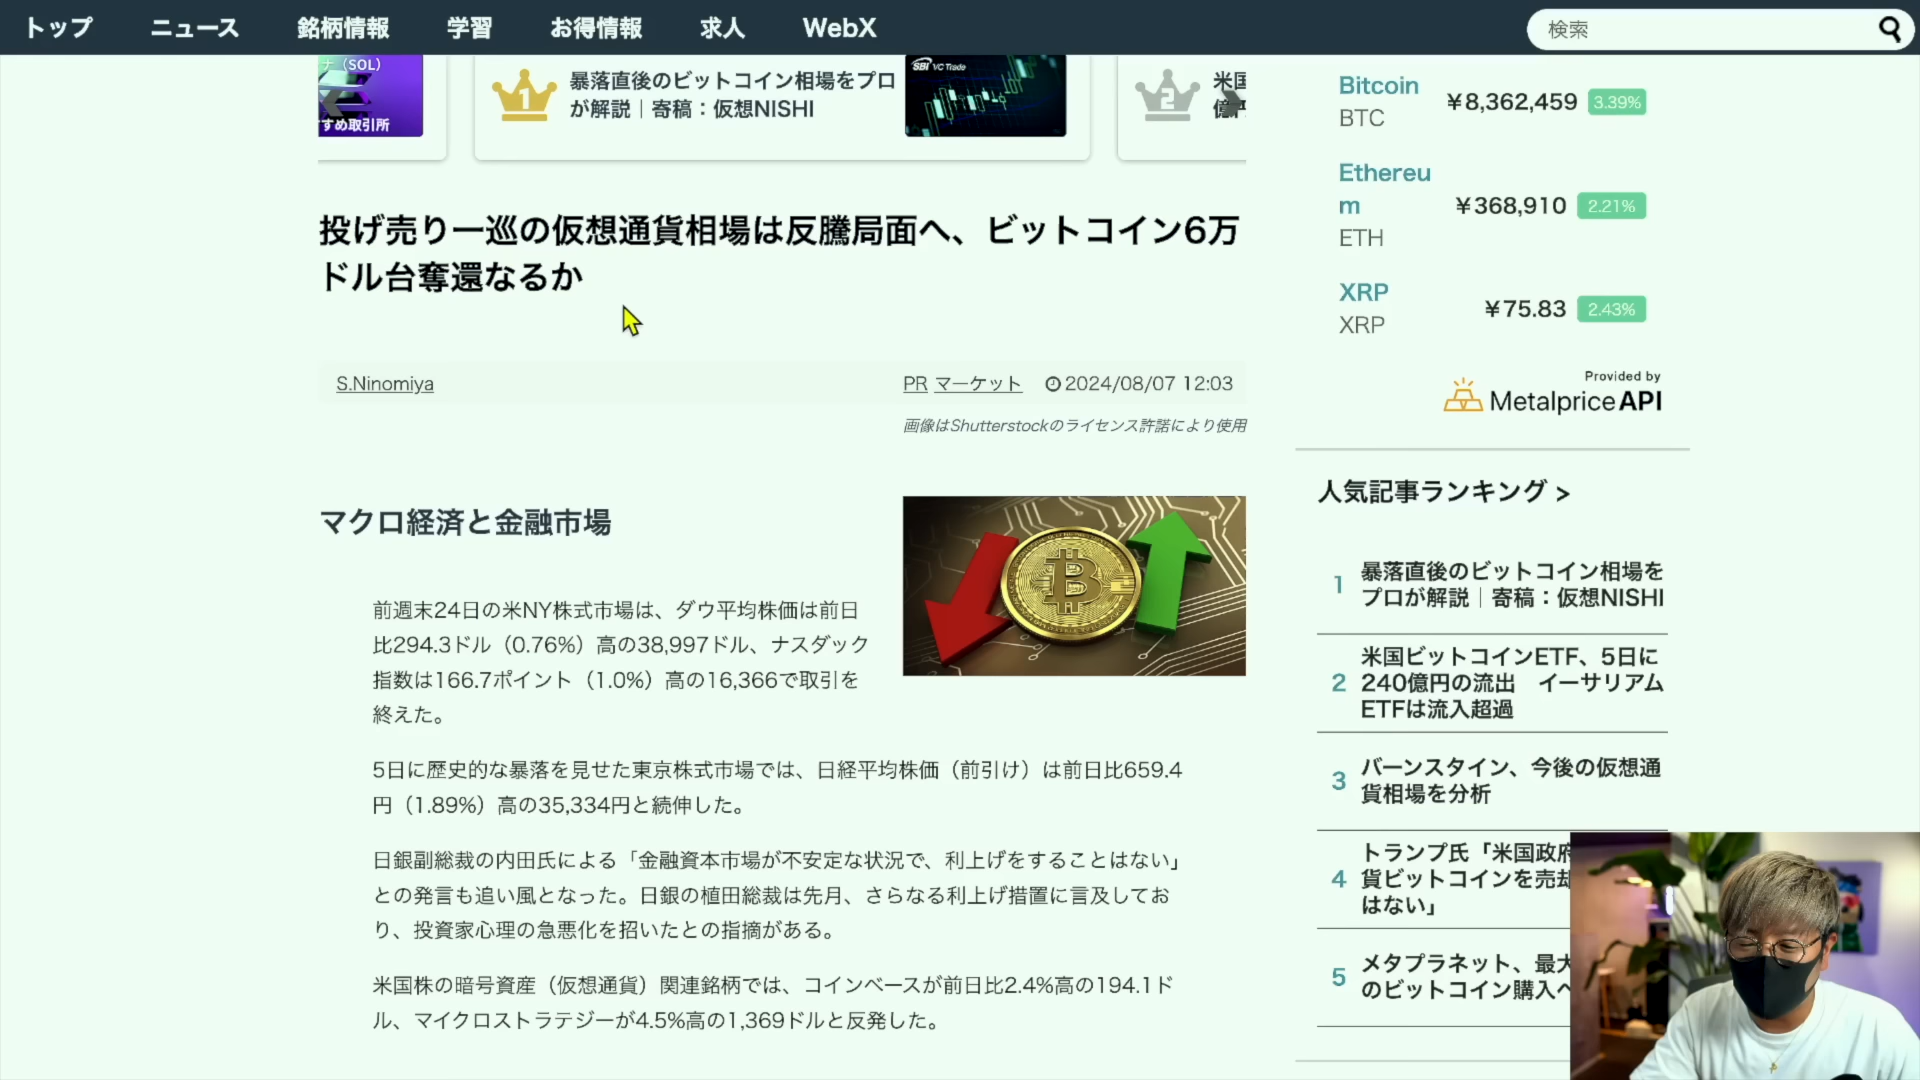 トップ
ニュース
銘柄情報
学習
お得情報
求人
WebX
検索
ナ（SOL）
すめ取引所
1
暴落直後のビットコイン相場をプロ
が解説｜寄稿：仮想NISHI
SBI VC Trade
2
米国
億円
投げ売り一巡の仮想通貨相場は反騰局面へ、ビットコイン6万
ドル台奪還なるか
S.Ninomiya
PR マーケット 2024/08/07 12:03
画像はShutterstockのライセンス許諾により使用
マクロ経済と金融市場
前週末24日の米NY株式市場は、ダウ平均株価は前日
比294.3ドル（0.76%）高の38,997ドル、ナスダック
指数は166.7ポイント（1.0%）高の16,366で取引を
終えた。
5日に歴史的な暴落を見せた東京株式市場では、日経平均株価（前引け）は前日比659.4
円（1.89%）高の35,334円と続伸した。
日銀副総裁の内田氏による「金融資本市場が不安定な状況で、利上げをすることはない」
との発言も追い風となった。日銀の植田総裁は先月、さらなる利上げ措置に言及してお
り、投資家心理の急悪化を招いたとの指摘がある。
米国株の暗号資産（仮想通貨）関連銘柄では、コインベースが前日比2.4%高の194.1ド
ル、マイクロストラテジーが4.5%高の1,369ドルと反発した。
Bitcoin
BTC
¥8,362,459 3.39%
Ethereu
m
ETH
¥368,910 2.21%
XRP
XRP
¥75.83 2.43%
Provided by
MetalpriceAPI
人気記事ランキング >
1
暴落直後のビットコイン相場を
プロが解説｜寄稿：仮想NISHI
2
米国ビットコインETF、5日に
240億円の流出　イーサリアム
ETFは流入超過
3
バーンスタイン、今後の仮想通
貨相場を分析
4
トランプ氏「米国政府
貨ビットコインを売却
はない」
5
メタプラネット、最大
のビットコイン購入へ